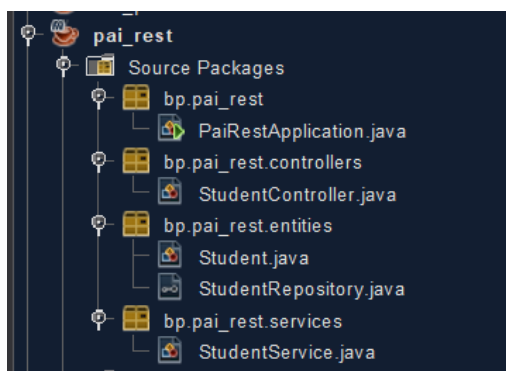 pai_rest
Source Packages
bp.pai_rest
PaiRestApplication.java
bp.pai_rest.controllers
StudentController.java
bp.pai_rest.entities
Student.java
StudentRepository.java
bp.pai_rest.services
StudentService.java